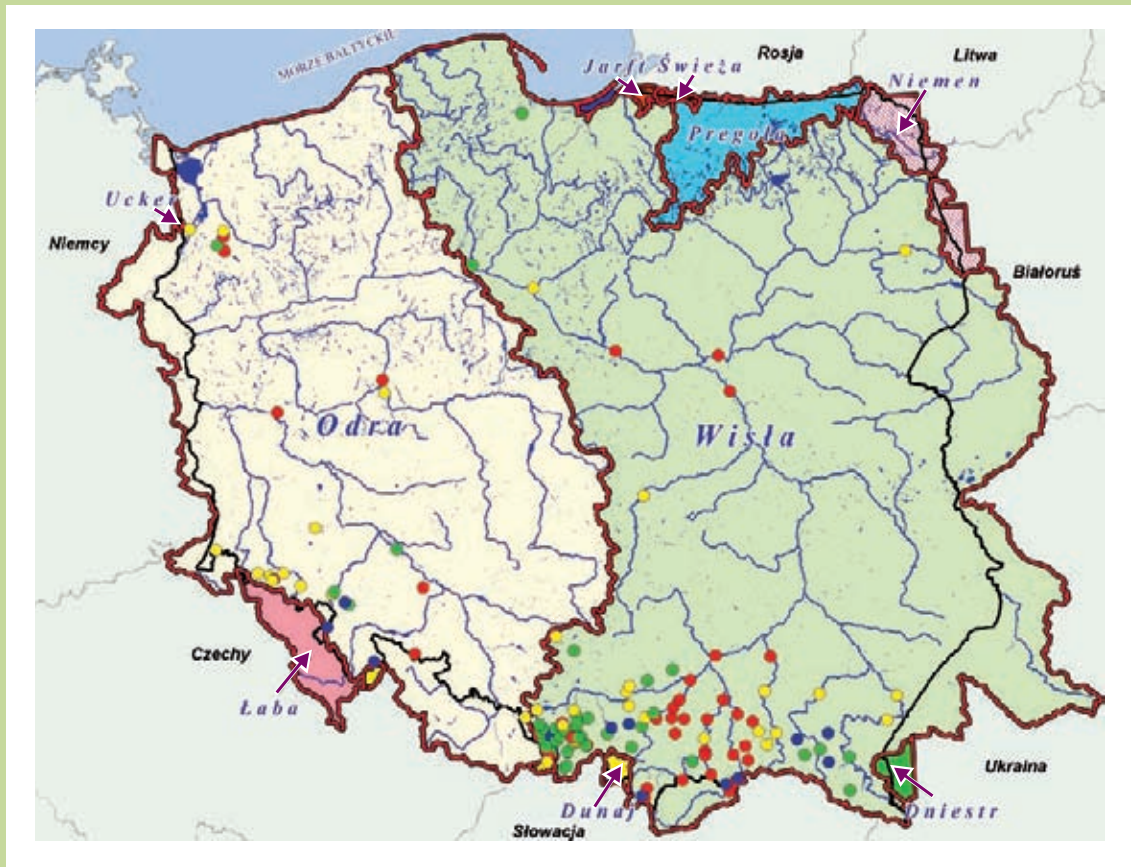 MORZE BAŁTYCKIE
Rosja
Litwa
Jarft Świeża
Niemen
Pregoła
Ucker
Niemcy
Białoruś
Odra
Wisła
Czechy
Łaba
Ukraina
Dunaj
Dniestr
Słowacja